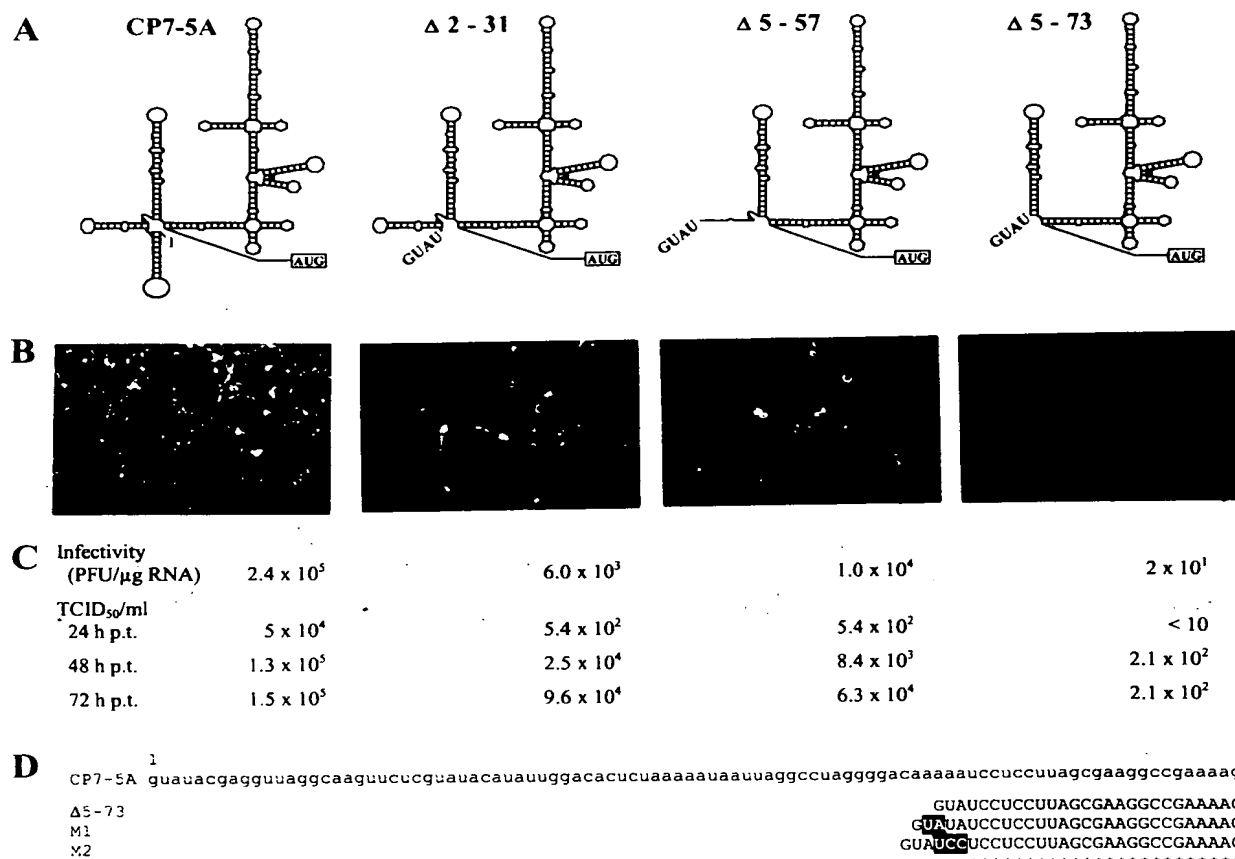 A CP7-5A Δ 2 - 31 Δ 5 - 57 Δ 5 - 73
1
GUAU
GUAU
GUAU
AUG
AUG
AUG
AUG
B
C Infectivity
(PFU/µg RNA) 2.4 x 10⁵ 6.0 x 10³ 1.0 x 10⁴ 2 x 10¹
TCID₅₀/ml
24 h p.t. 5 x 10⁴ 5.4 x 10² 5.4 x 10² < 10
48 h p.t. 1.3 x 10⁵ 2.5 x 10⁴ 8.4 x 10³ 2.1 x 10²
72 h p.t. 1.5 x 10⁵ 9.6 x 10⁴ 6.3 x 10⁴ 2.1 x 10²
D 1
CP7-5A guauacgagguuaggcaaguucucguauacauauuggacacucuaaaaauaauuaggccuaggggacaaaaauccuccuuagcgaaggccgaaaag
Δ5-73 GUAUCCUCCUUAGCGAAGGCCGAAAAG
M1 GUAUAUCCUCCUUAGCGAAGGCCGAAAAG
M2 GUAUCCUCCUCCUUAGCGAAGGCCGAAAAG